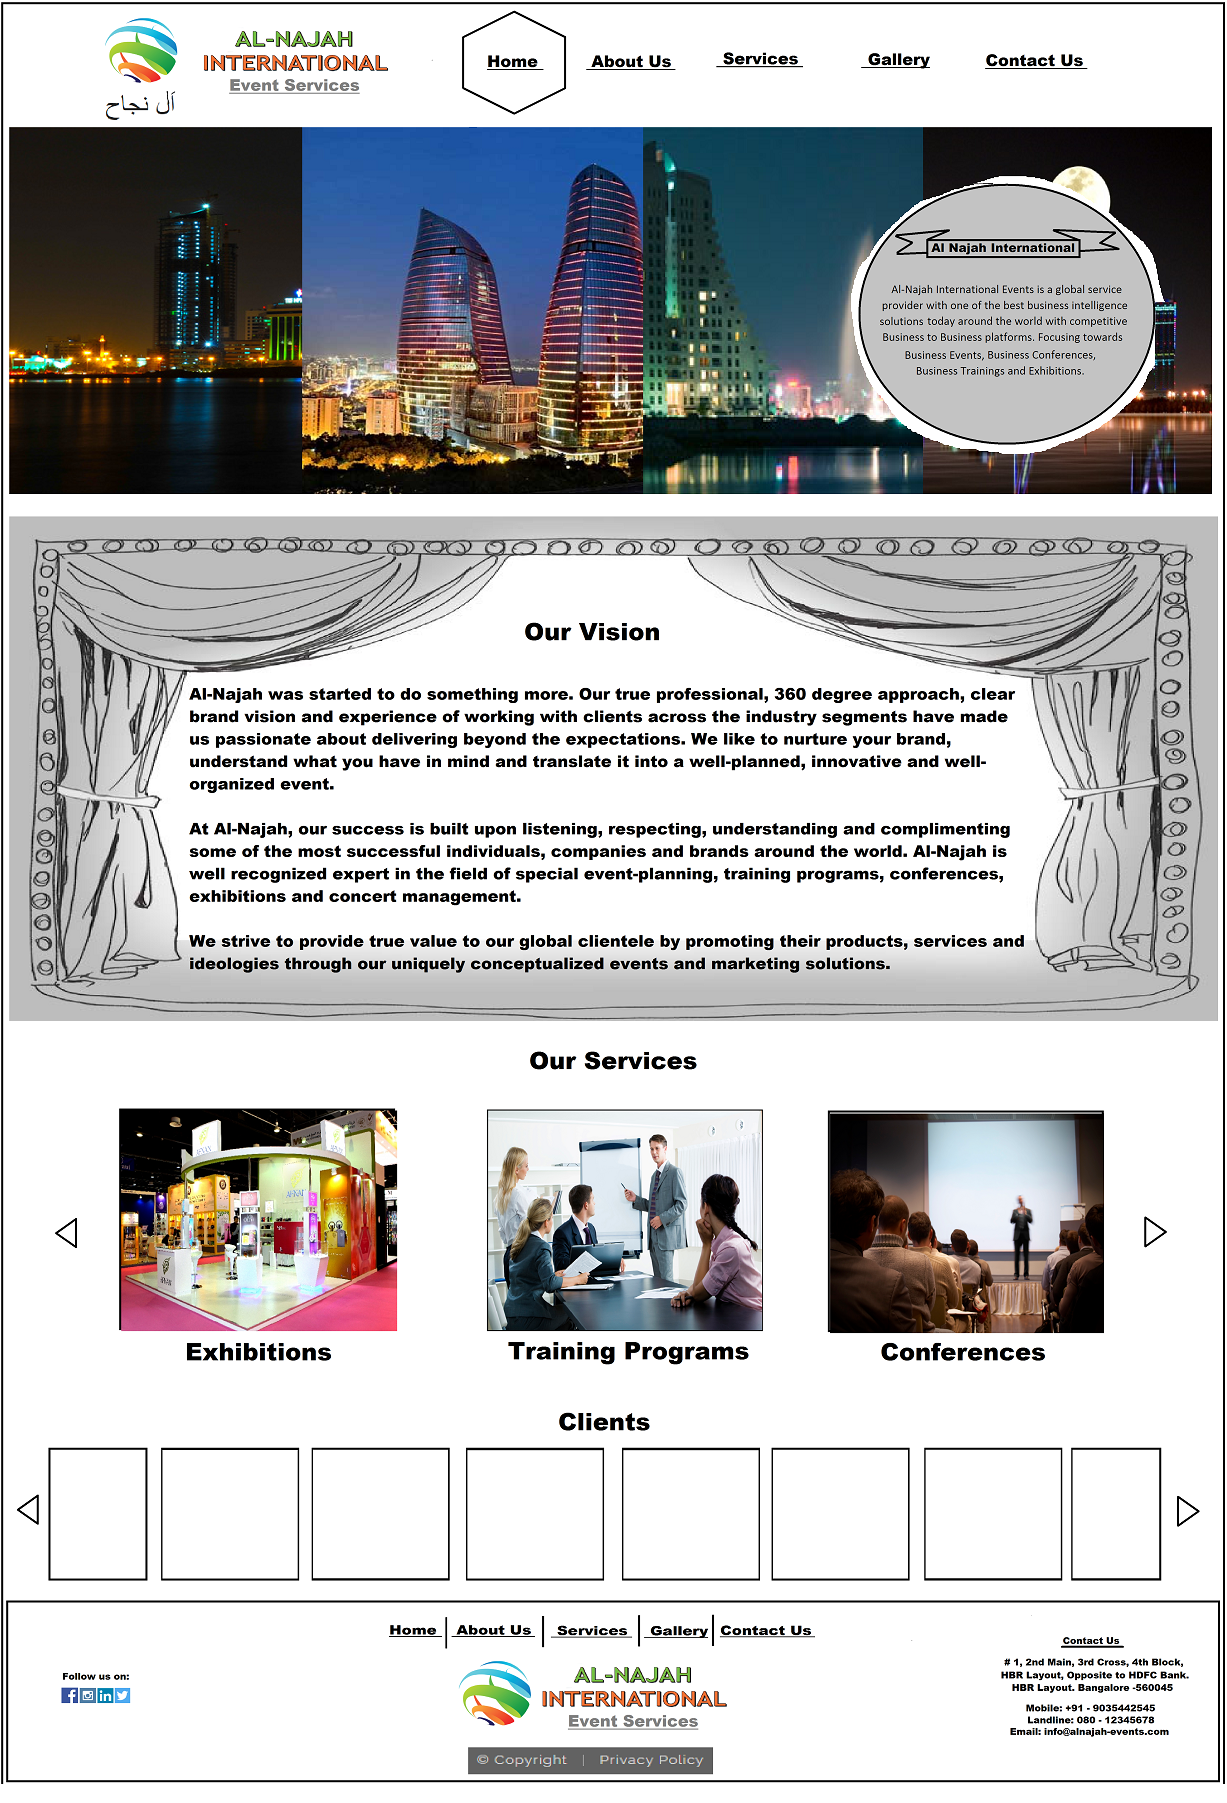 AL-NAJAH
INTERNATIONAL
Event Services
آل نجاح
Home
About Us
Services
Gallery
Contact Us
Al Najah International
Al-Najah International Events is a global service
provider with one of the best business intelligence
solutions today around the world with competitive
Business to Business platforms. Focusing towards
Business Events, Business Conferences,
Business Trainings and Exhibitions.
Our Vision
Al-Najah was started to do something more. Our true professional, 360 degree approach, clear
brand vision and experience of working with clients across the industry segments have made
us passionate about delivering beyond the expectations. We like to nurture your brand,
understand what you have in mind and translate it into a well-planned, innovative and well-
organized event.
At Al-Najah, our success is built upon listening, respecting, understanding and complimenting
some of the most successful individuals, companies and brands around the world. Al-Najah is
well recognized expert in the field of special event-planning, training programs, conferences,
exhibitions and concert management.
We strive to provide true value to our global clientele by promoting their products, services and
ideologies through our uniquely conceptualized events and marketing solutions.
Our Services
Exhibitions
Training Programs
Conferences
Clients
Home
About Us
Services
Gallery
Contact Us
Follow us on:
AL-NAJAH
INTERNATIONAL
Event Services
© Copyright | Privacy Policy
Contact Us
# 1, 2nd Main, 3rd Cross, 4th Block,
HBR Layout, Opposite to HDFC Bank.
HBR Layout. Bangalore -560045
Mobile: +91 - 9035442545
Landline: 080 - 12345678
Email: info@alnajah-events.com